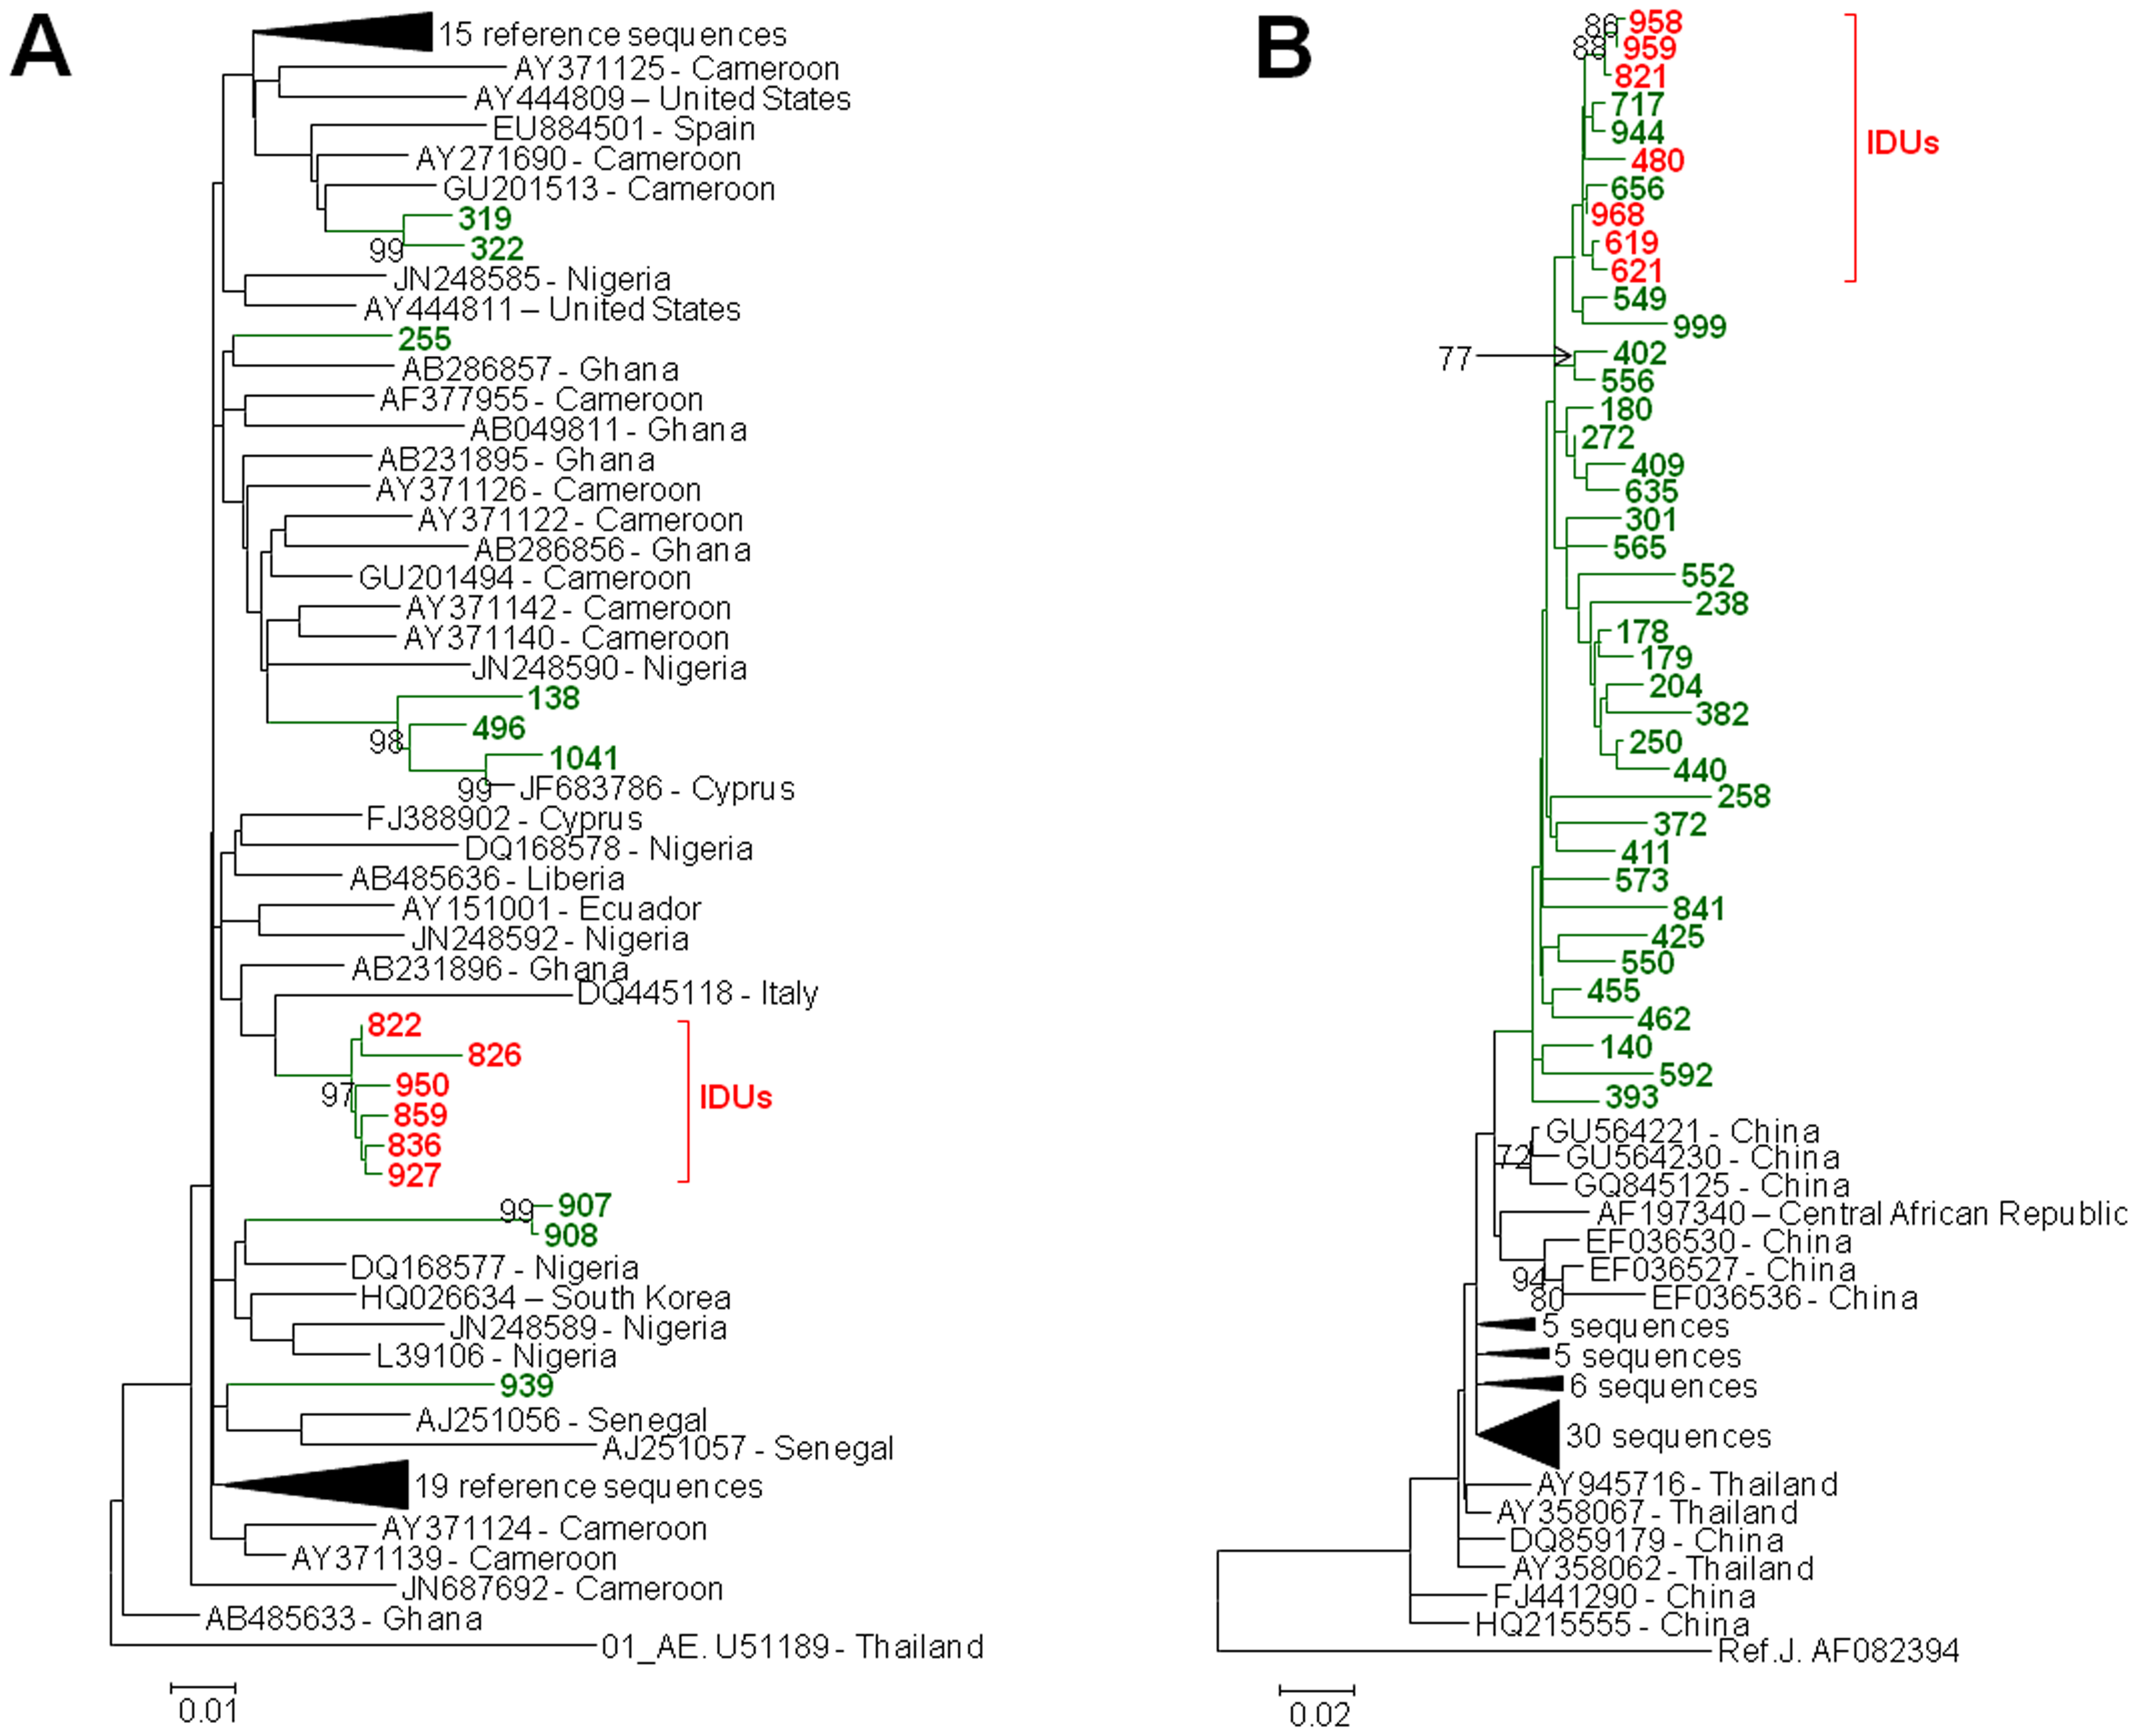 A
15 reference sequences
AY371125 - Cameroon
AY444809 – United States
EU884501 - Spain
AY271690 - Cameroon
GU201513 - Cameroon
319
322
99
JN248585 - Nigeria
AY444811 – United States
255
AB286857 - Ghana
AF377955 - Cameroon
AB049811 - Ghana
AB231895 - Ghana
AY371126 - Cameroon
AY371122 - Cameroon
AB286856 - Ghana
GU201494 - Cameroon
AY371142 - Cameroon
AY371140 - Cameroon
JN248590 - Nigeria
138
496
98
1041
99
JF683786 - Cyprus
FJ388902 - Cyprus
DQ168578 - Nigeria
AB485636 - Liberia
AY151001 - Ecuador
JN248592 - Nigeria
AB231896 - Ghana
DQ445118 - Italy
822
826
97
950
859
836
927
IDUs
99
907
908
DQ168577 - Nigeria
HQ026634 – South Korea
JN248589 - Nigeria
L39106 - Nigeria
939
AJ251056 - Senegal
AJ251057 - Senegal
19 reference sequences
AY371124 - Cameroon
AY371139 - Cameroon
JN687692 - Cameroon
AB485633 - Ghana
01_AE. U51189 - Thailand
0.01
B
86
958
88
959
821
717
944
480
656
968
619
621
IDUs
549
999
77
402
556
180
272
409
635
301
565
552
238
178
179
204
382
250
440
258
372
411
573
841
425
550
455
462
140
592
393
GU564221 - China
72
GU564230 - China
GQ845125 - China
AF197340 – Central African Republic
EF036530 - China
94
EF036527 - China
80
EF036536 - China
5 sequences
5 sequences
6 sequences
30 sequences
AY945716 - Thailand
AY358067 - Thailand
DQ859179 - China
AY358062 - Thailand
FJ441290 - China
HQ215555 - China
Ref.J. AF082394
0.02